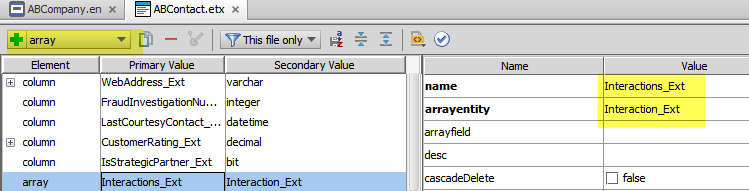 ABCompany.en ABContact.etx
array This file only
Element Primary Value Secondary Value Name Value
column WebAddress_Ext varchar name Interactions_Ext
column FraudInvestigationNu... integer arrayentity Interaction_Ext
column LastCourtesyContact_... datetime arrayfield
column CustomerRating_Ext decimal desc
column IsStrategicPartner_Ext bit cascadeDelete false
array Interactions_Ext Interaction_Ext